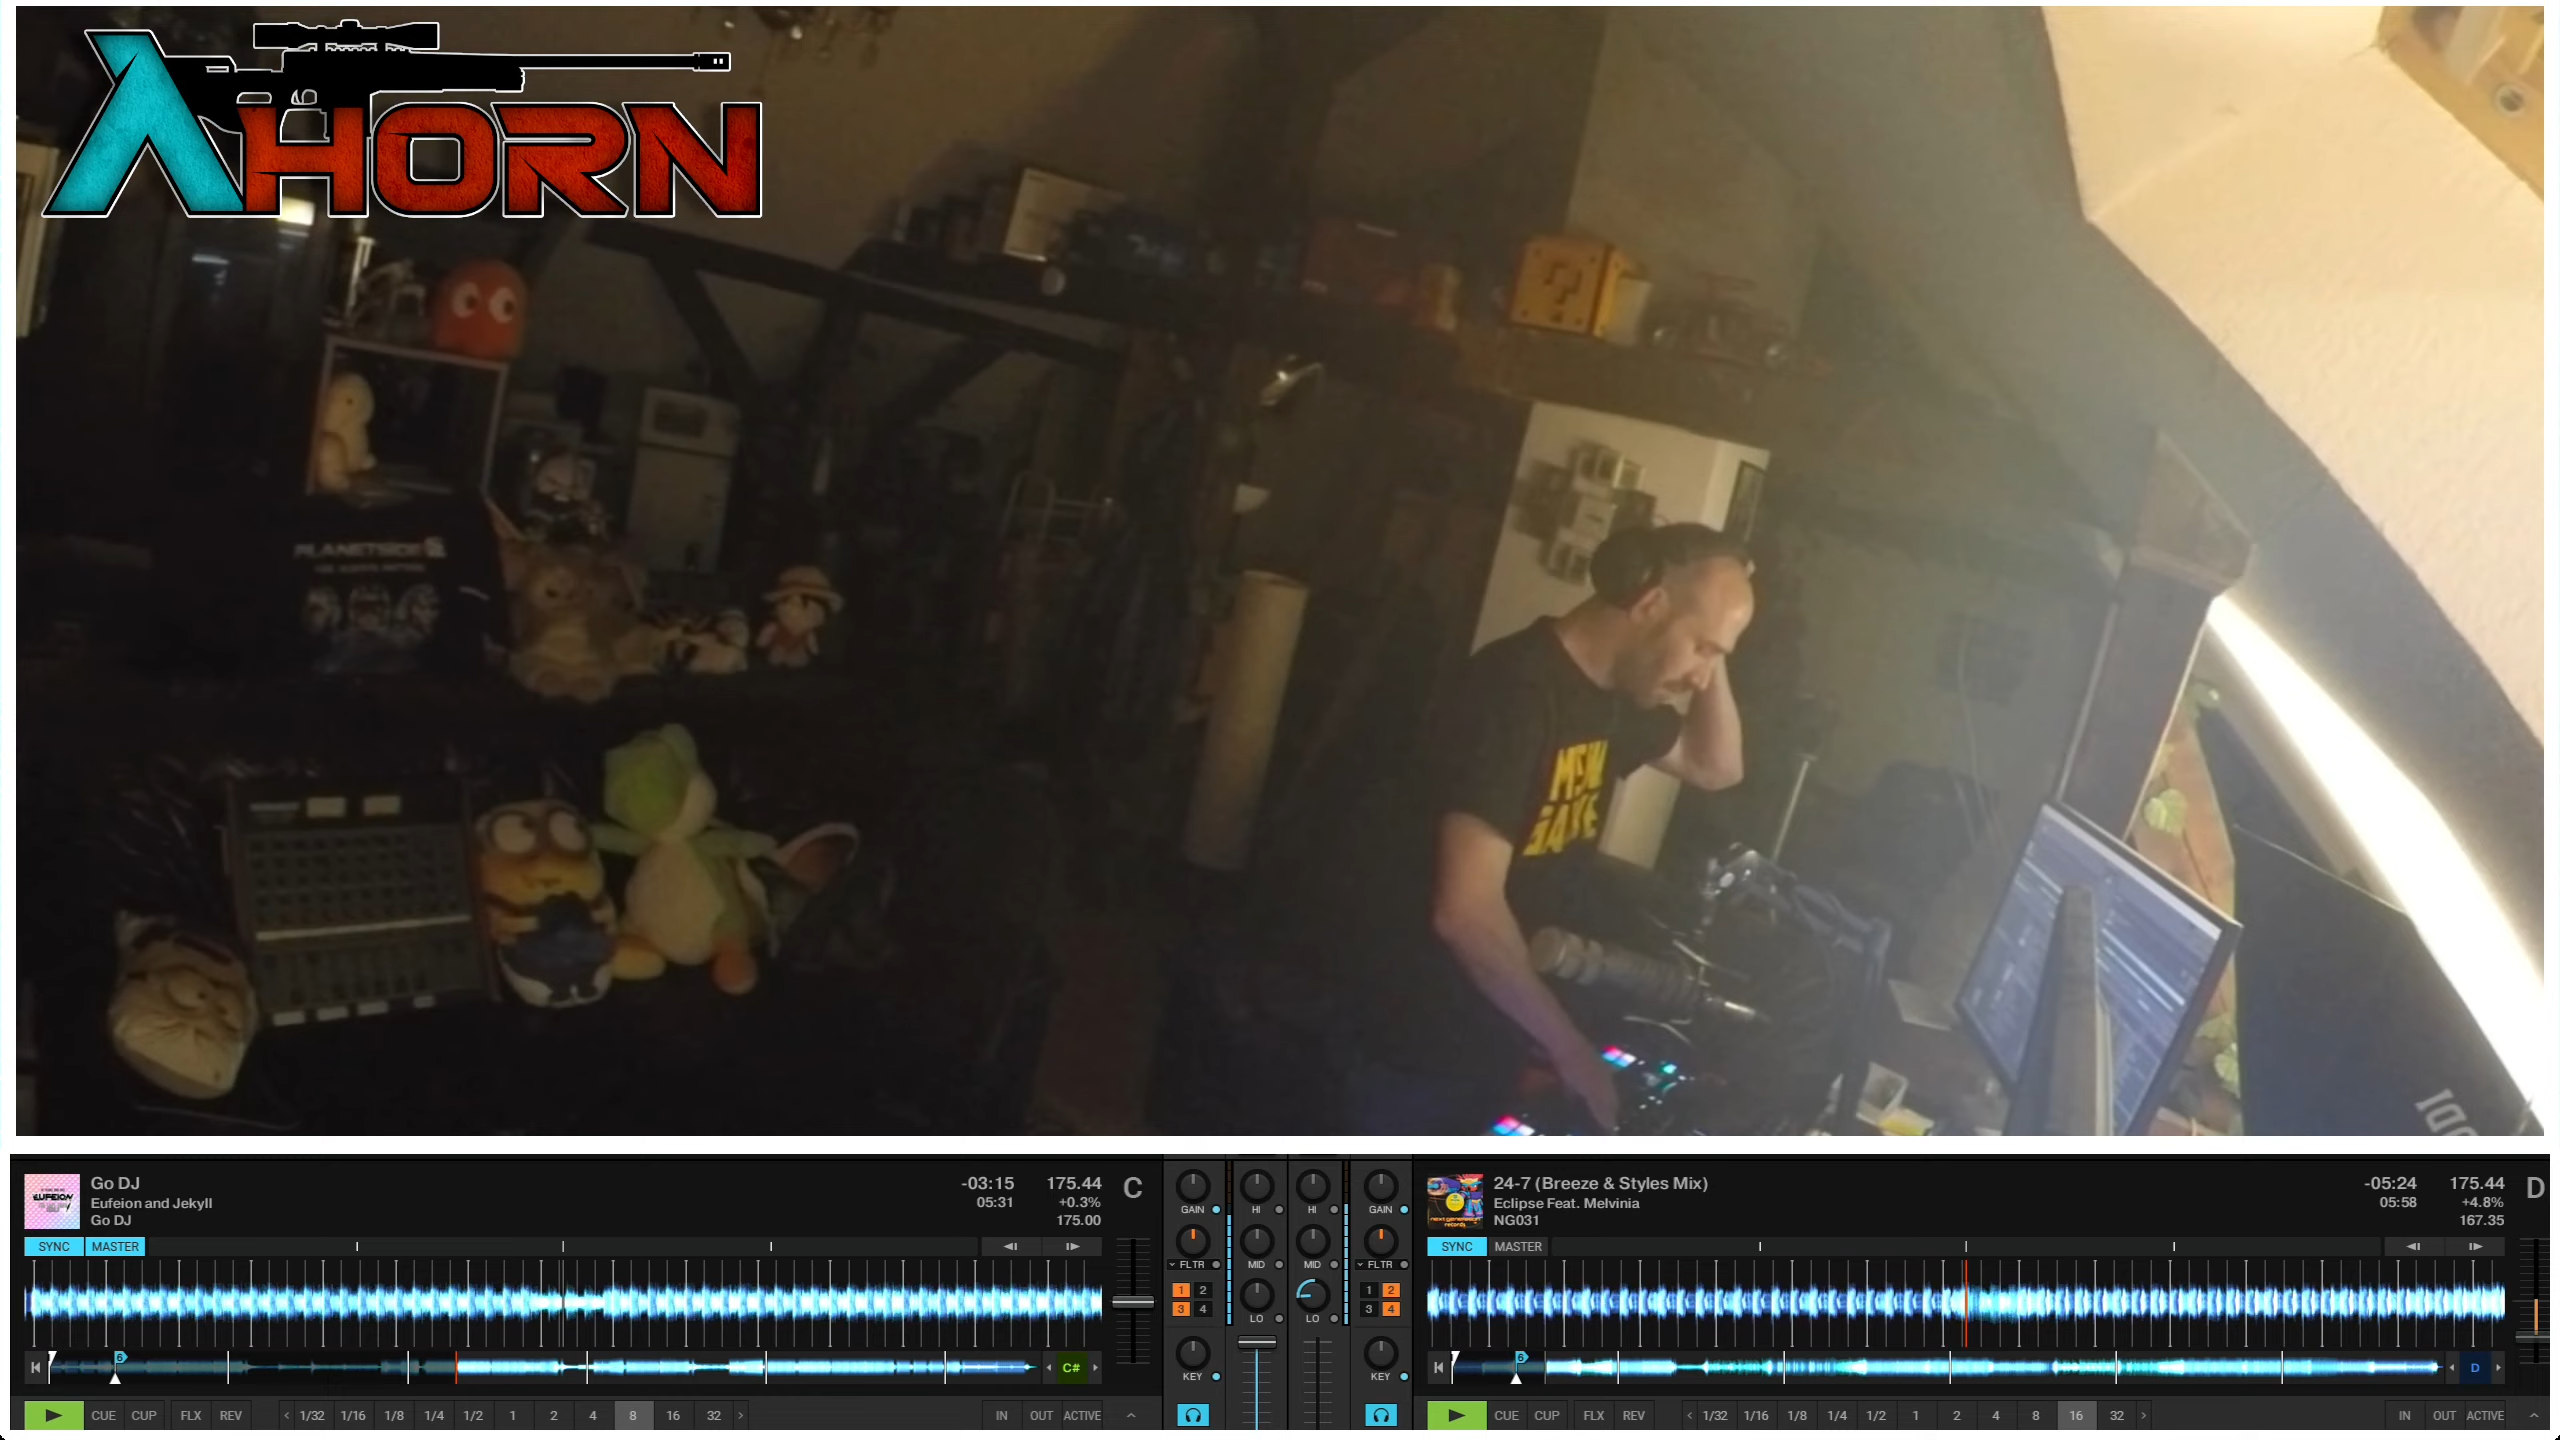 AHORN
PLANETSIDE 2
Go DJ
Eufeion and Jekyll
Go DJ
-03:15
05:31
175.44
+0.3%
175.00
C
SYNC MASTER
C#
CUE CUP FLX REV < 1/32 1/16 1/8 1/4 1/2 1 2 4 8 16 32 > IN OUT ACTIVE
GAIN HI HI GAIN
FLTR MID MID FLTR
1 2 1 2
3 4 3 4
LO LO
KEY KEY
24-7 (Breeze & Styles Mix)
Eclipse Feat. Melvinia
NG031
-05:24
05:58
175.44
+4.8%
167.35
D
SYNC MASTER
6
6
D
CUE CUP FLX REV < 1/32 1/16 1/8 1/4 1/2 1 2 4 8 16 32 > IN OUT ACTIVE
EUFEION